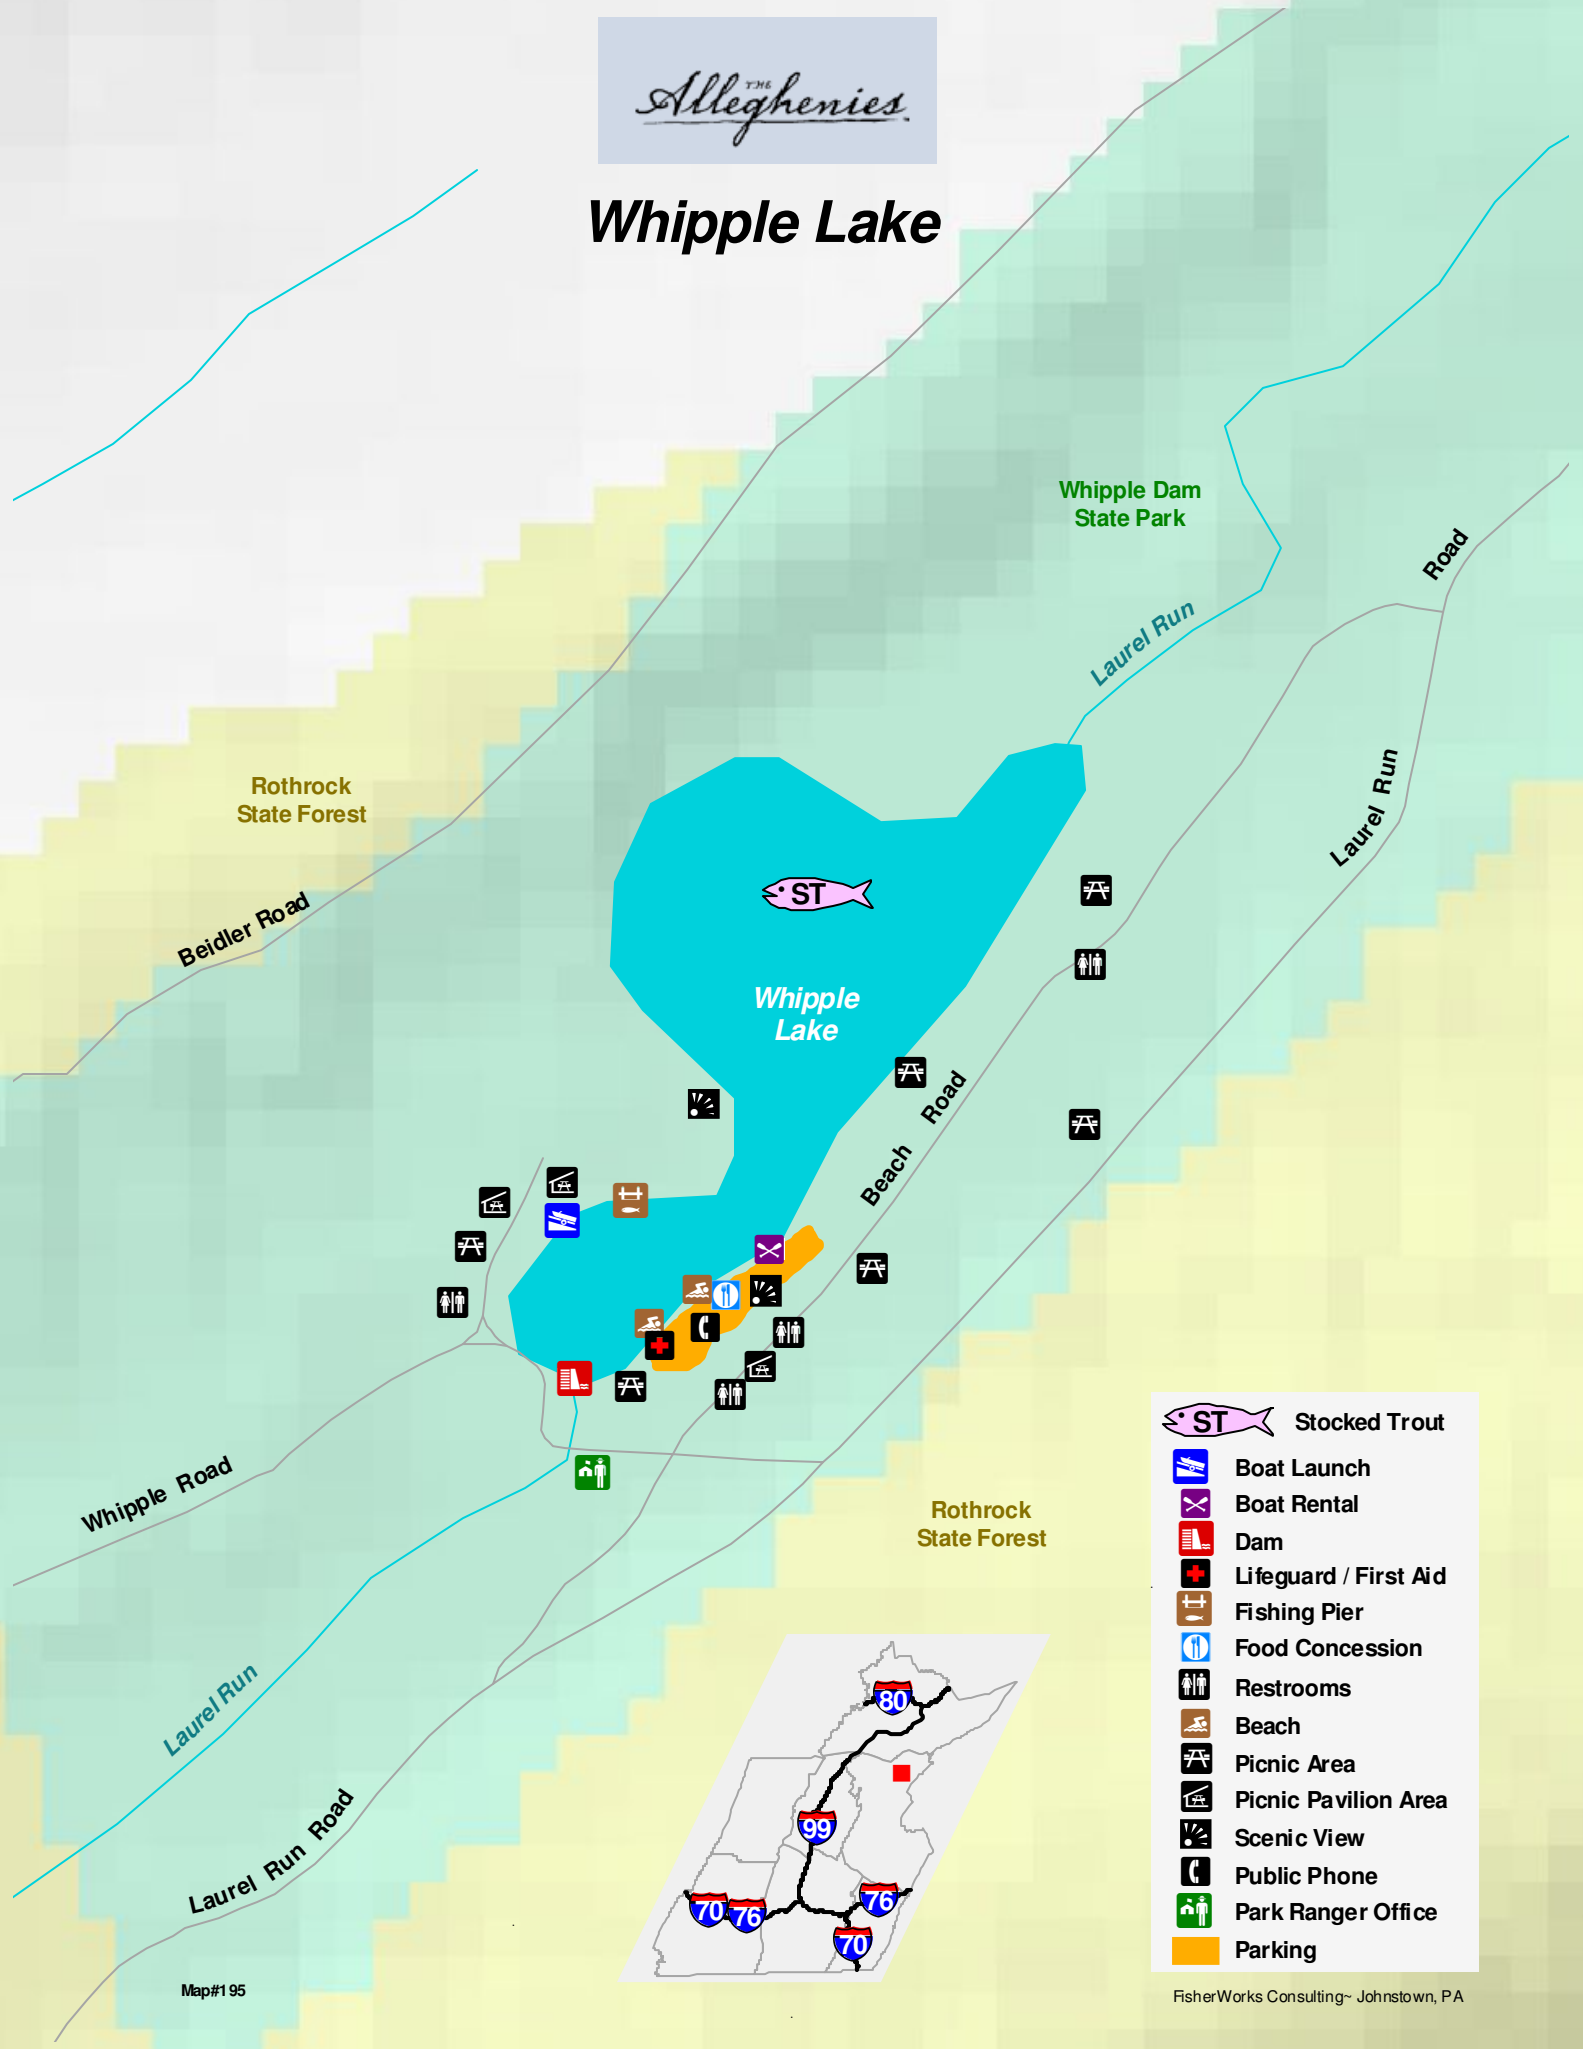 THE
Alleghenies
Whipple Lake
Whipple Dam
State Park
Road
Laurel Run
Rothrock
State Forest
Laurel Run
ST
Beidler Road
Whipple
Lake
Beach Road
Whipple Road
Rothrock
State Forest
Laurel Run
Laurel Run Road
80
99
70
76
76
70
ST Stocked Trout
Boat Launch
Boat Rental
Dam
Lifeguard / First Aid
Fishing Pier
Food Concession
Restrooms
Beach
Picnic Area
Picnic Pavilion Area
Scenic View
Public Phone
Park Ranger Office
Parking
Map#195
FisherWorks Consulting~ Johnstown, PA